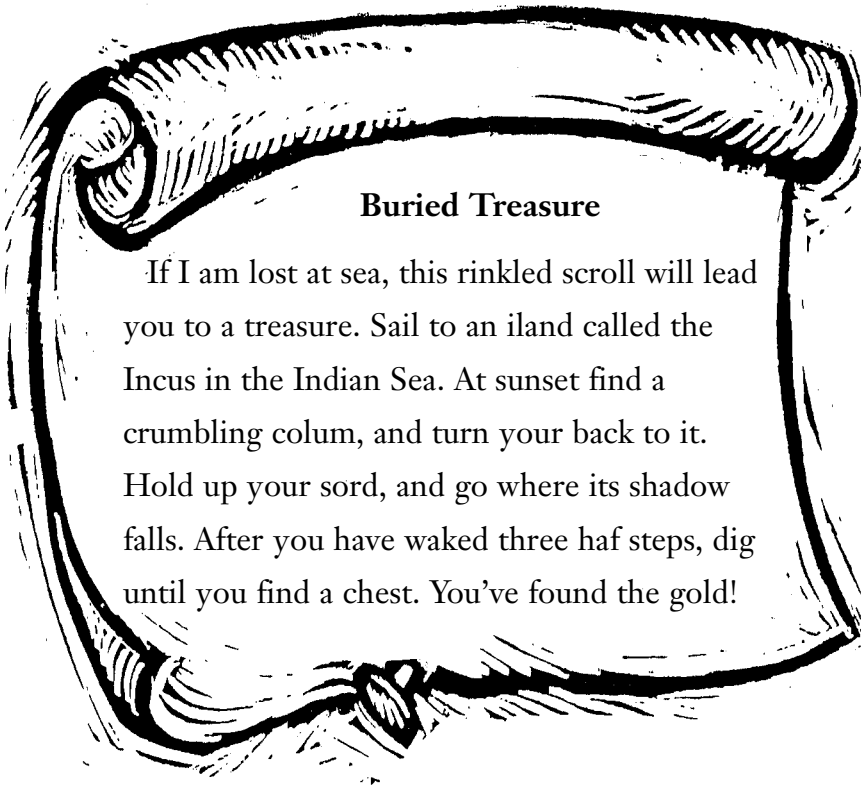 Buried Treasure
If I am lost at sea, this rinkled scroll will lead
you to a treasure. Sail to an iland called the
Incus in the Indian Sea. At sunset find a
crumbling colum, and turn your back to it.
Hold up your sord, and go where its shadow
falls. After you have waked three haf steps, dig
until you find a chest. You’ve found the gold!